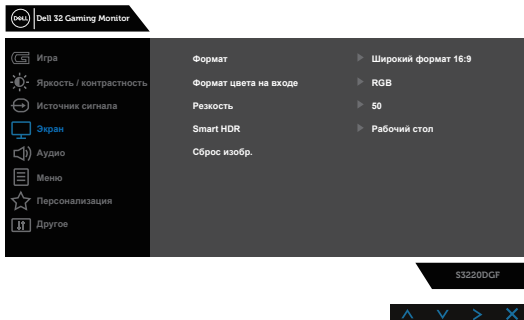 DELL Dell 32 Gaming Monitor
Игра
Формат Широкий формат 16:9
Яркость / контрастность Формат цвета на входе RGB
Источник сигнала Резкость 50
Экран Smart HDR Рабочий стол
Аудио Сброс изобр.
Меню
Персонализация
Другое
S3220DGF